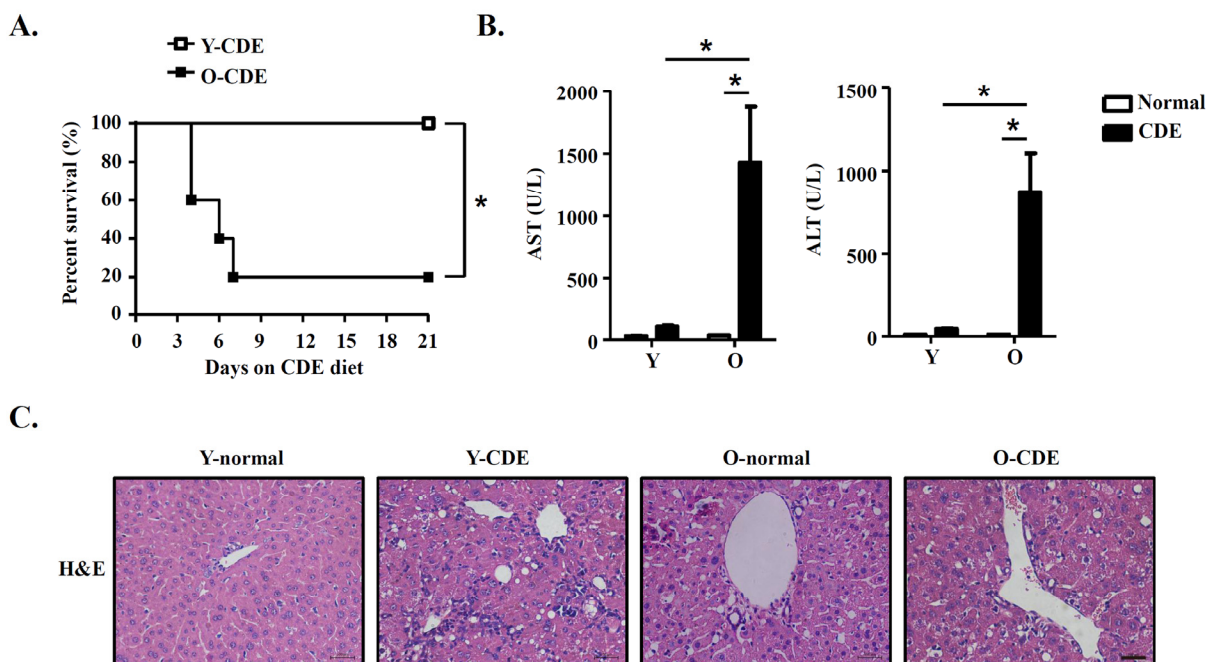 A.
Y-CDE
O-CDE
Percent survival (%)
100
80
60
40
20
0
0 3 6 9 12 15 18 21
Days on CDE diet
*
B.
*
*
AST (U/L)
2000
1500
1000
500
0
Y O
*
*
ALT (U/L)
1500
1000
500
0
Y O
Normal
CDE
C.
Y-normal Y-CDE O-normal O-CDE
H&E